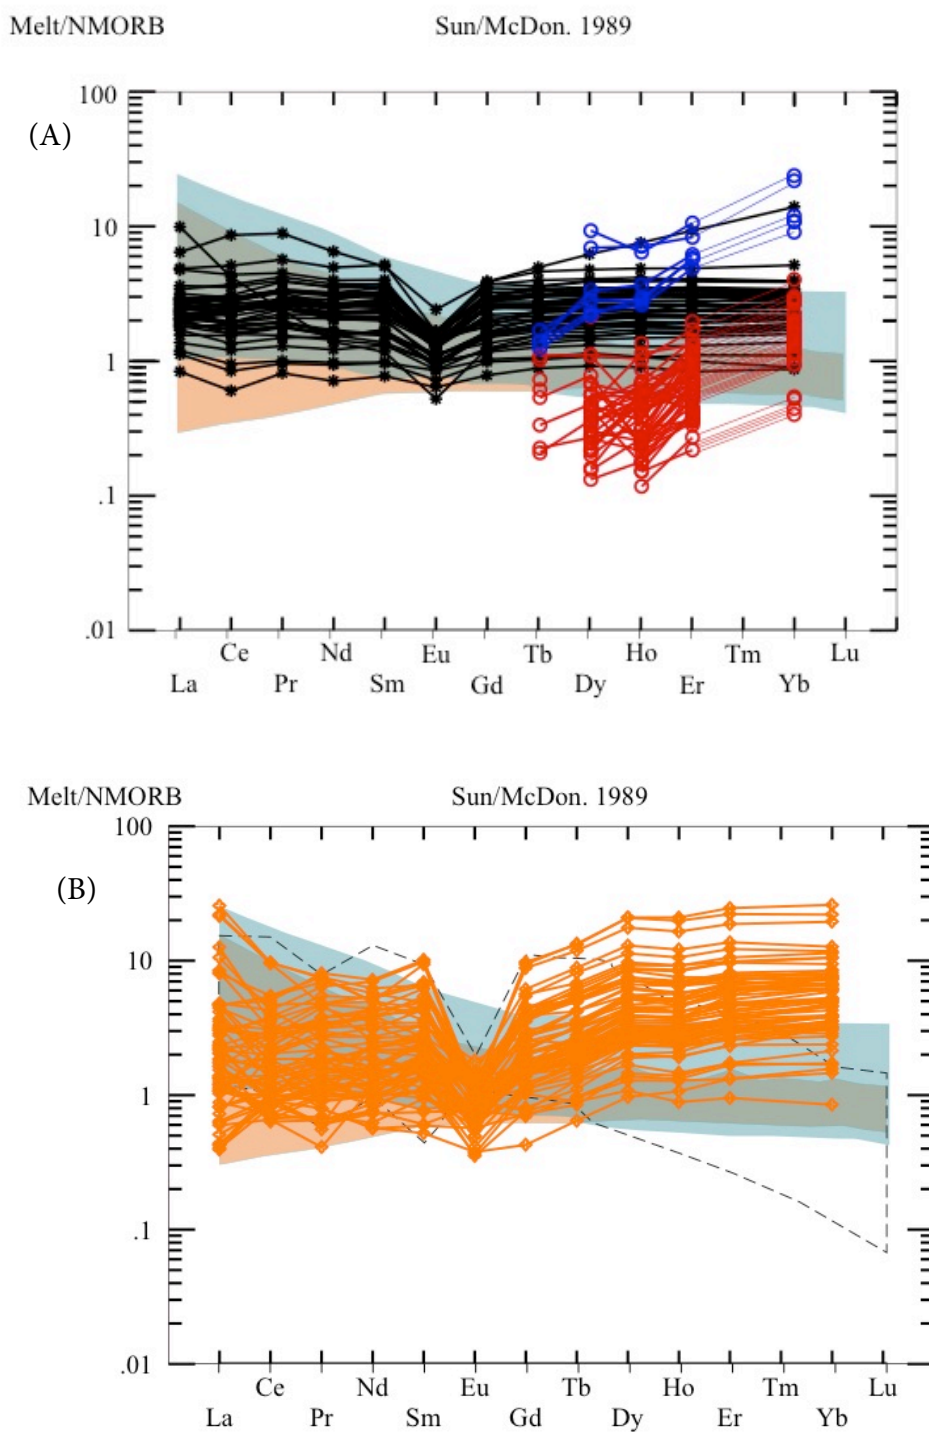 Melt/NMORB Sun/McDon. 1989
(A)
100
10
1
.1
.01
Ce Nd Eu Tb Ho Tm Lu
La Pr Sm Gd Dy Er Yb
Melt/NMORB Sun/McDon. 1989
(B)
100
10
1
.1
.01
Ce Nd Eu Tb Ho Tm Lu
La Pr Sm Gd Dy Er Yb